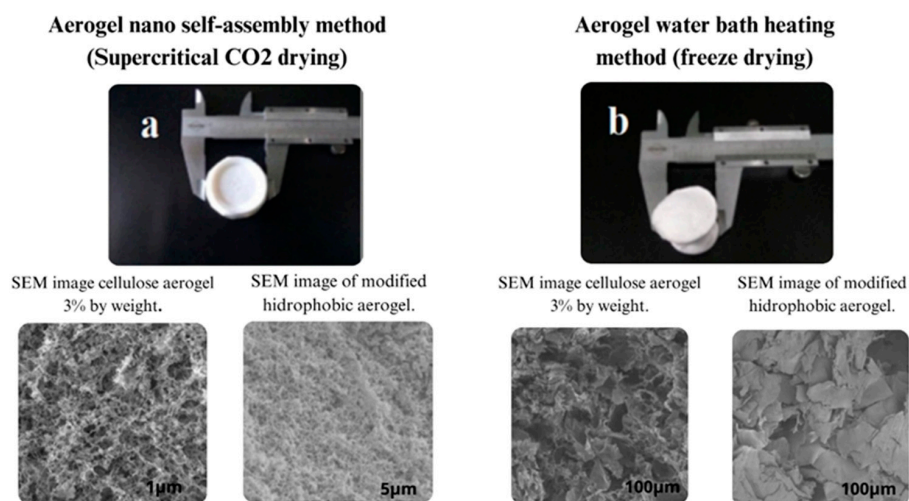 Aerogel nano self-assembly method
(Supercritical CO2 drying)
a
SEM image cellulose aerogel
3% by weight.
SEM image of modified
hidrophobic aerogel.
1μm
5μm
Aerogel water bath heating
method (freeze drying)
b
SEM image cellulose aerogel
3% by weight.
SEM image of modified
hidrophobic aerogel.
100μm
100μm